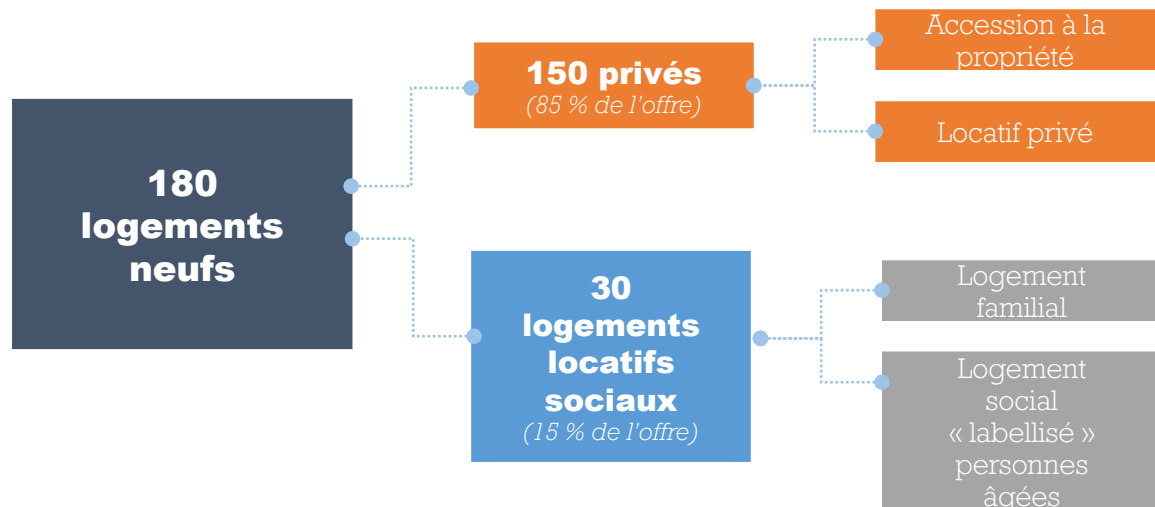 180
logements
neufs
150 privés
(85 % de l'offre)
Accession à la
propriété
Locatif privé
30
logements
locatifs
sociaux
(15 % de l'offre)
Logement
familial
Logement
social
« labellisé »
personnes
âgées